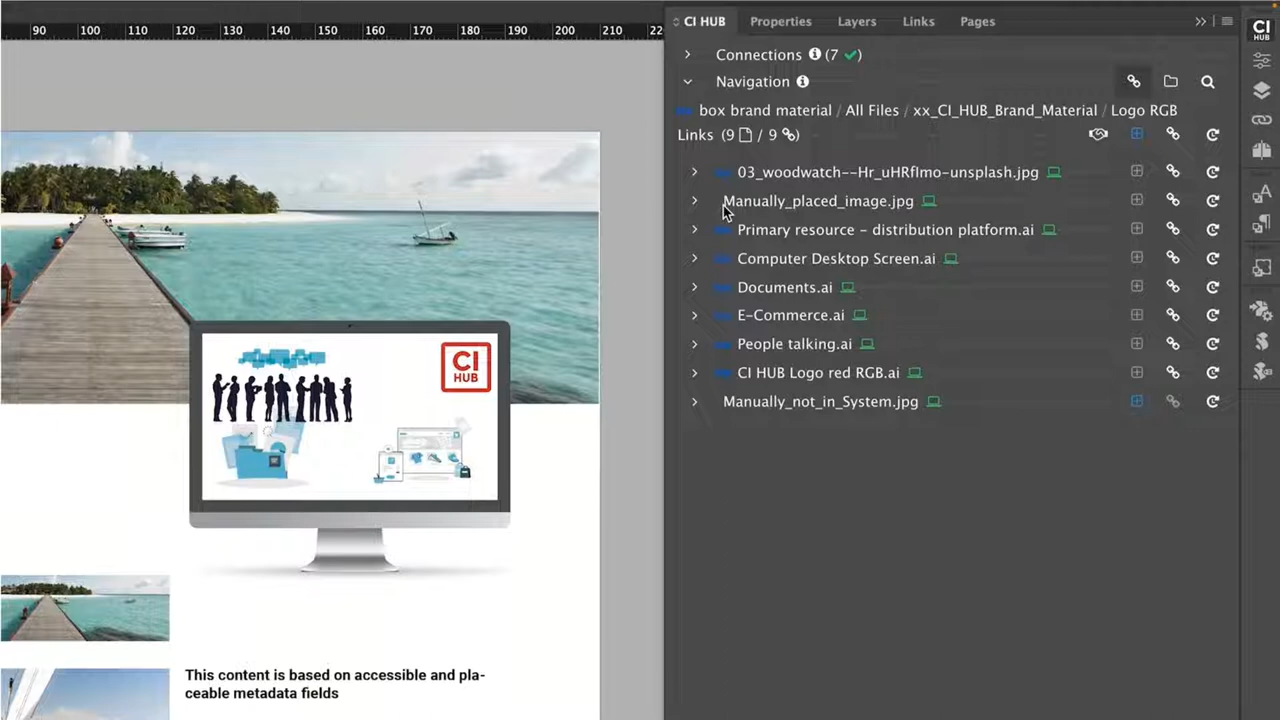 CI HUB
Properties
Layers
Links
Pages
CI
HUB
90 100 110 120 130 140 150 160 170 180 190 200 210 22
Connections (7 )
Navigation
box brand material / All Files / xx_CI_HUB_Brand_Material / Logo RGB
Links (9 / 9 )
03_woodwatch--Hr_uHRfImo-unsplash.jpg
Manually_placed_image.jpg
Primary resource – distribution platform.ai
Computer Desktop Screen.ai
Documents.ai
E-Commerce.ai
People talking.ai
CI HUB Logo red RGB.ai
Manually_not_in_System.jpg
CI
HUB
This content is based on accessible and pla-
ceable metadata fields